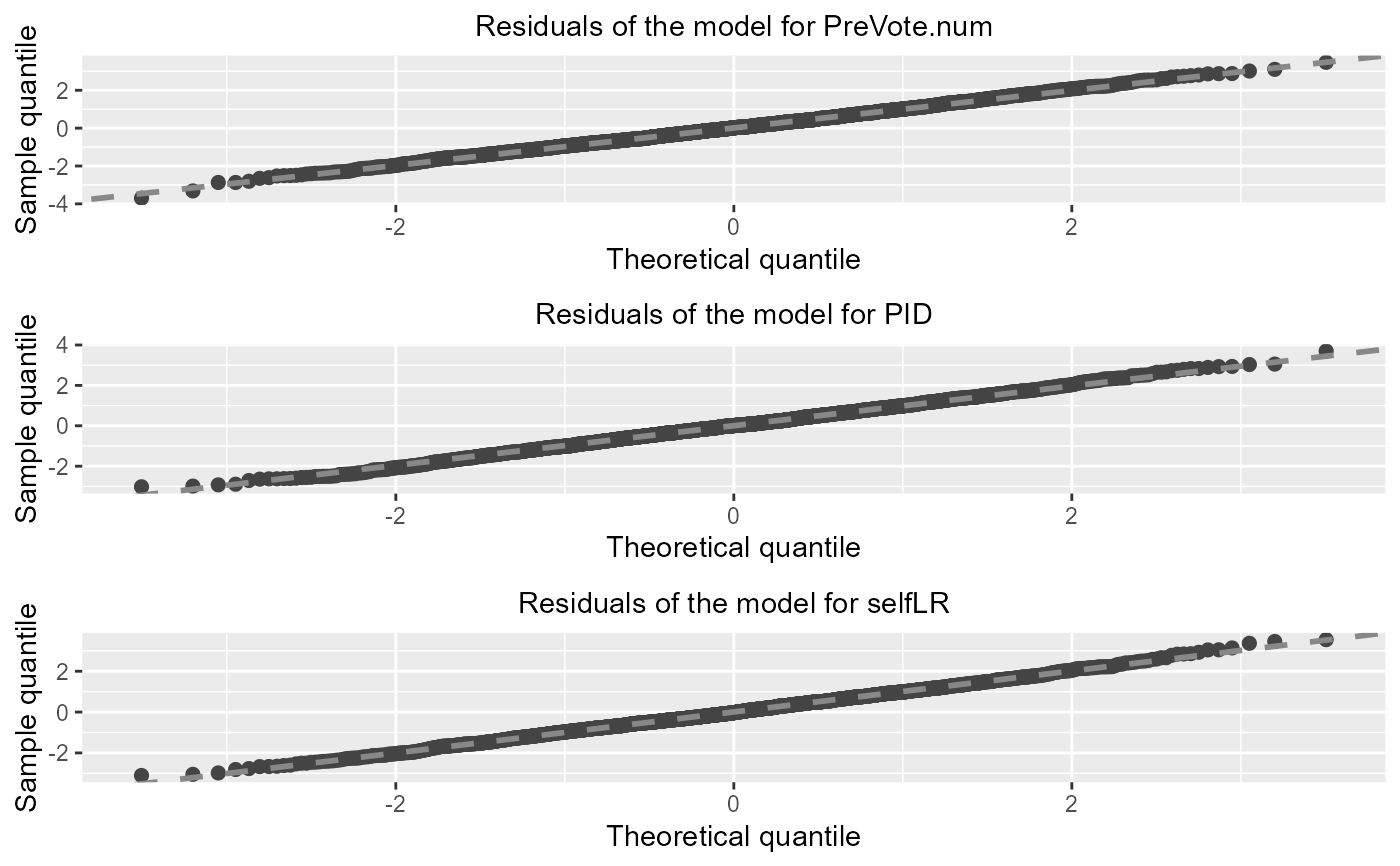 Residuals of the model for PreVote.num
Sample quantile
2
0
-2
-4
-2 0 2
Theoretical quantile
Residuals of the model for PID
Sample quantile
4
2
0
-2
-2 0 2
Theoretical quantile
Residuals of the model for selfLR
Sample quantile
2
0
-2
-2 0 2
Theoretical quantile